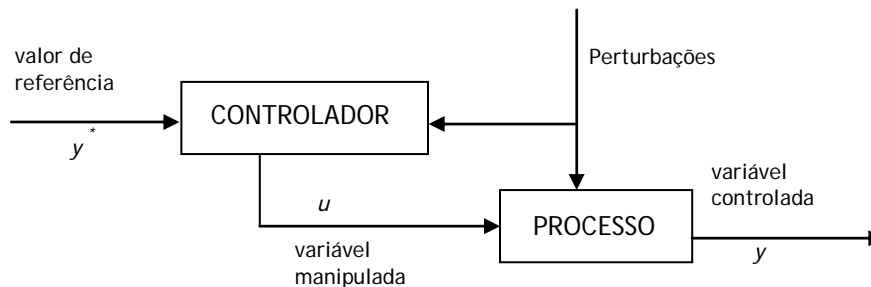 valor de
referência
y*
CONTROLADOR
Perturbações
u
variável
manipulada
PROCESSO
variável
controlada
y